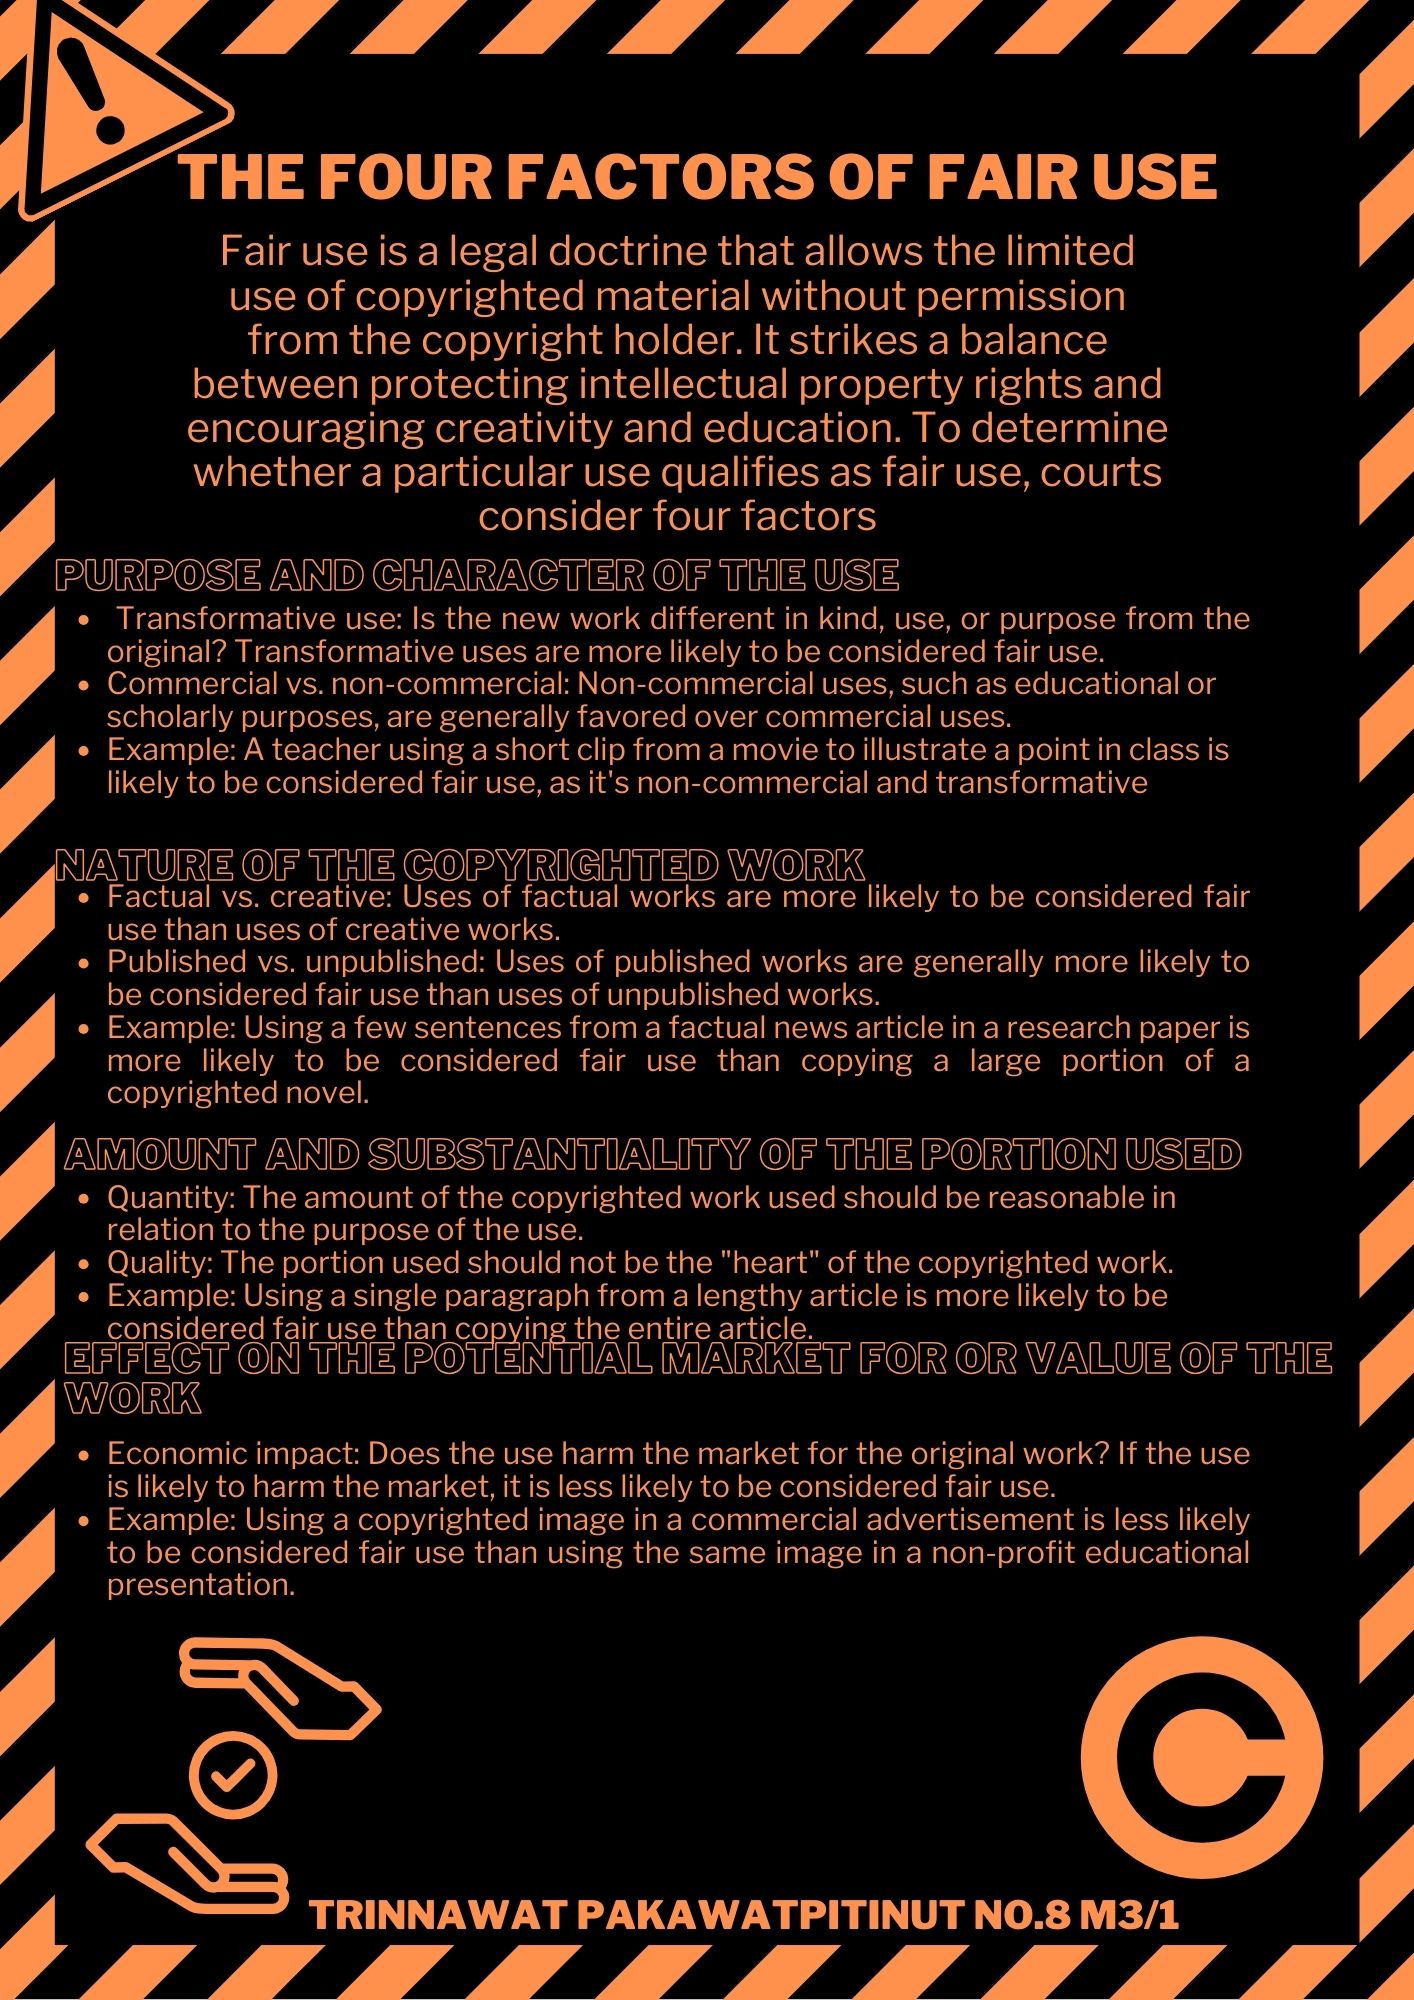 THE FOUR FACTORS OF FAIR USE
Fair use is a legal doctrine that allows the limited
use of copyrighted material without permission
from the copyright holder. It strikes a balance
between protecting intellectual property rights and
encouraging creativity and education. To determine
whether a particular use qualifies as fair use, courts
consider four factors
PURPOSE AND CHARACTER OF THE USE
• Transformative use: Is the new work different in kind, use, or purpose from the
original? Transformative uses are more likely to be considered fair use.
• Commercial vs. non-commercial: Non-commercial uses, such as educational or
scholarly purposes, are generally favored over commercial uses.
• Example: A teacher using a short clip from a movie to illustrate a point in class is
likely to be considered fair use, as it's non-commercial and transformative
NATURE OF THE COPYRIGHTED WORK
• Factual vs. creative: Uses of factual works are more likely to be considered fair
use than uses of creative works.
• Published vs. unpublished: Uses of published works are generally more likely to
be considered fair use than uses of unpublished works.
• Example: Using a few sentences from a factual news article in a research paper is
more likely to be considered fair use than copying a large portion of a
copyrighted novel.
AMOUNT AND SUBSTANTIALITY OF THE PORTION USED
• Quantity: The amount of the copyrighted work used should be reasonable in
relation to the purpose of the use.
• Quality: The portion used should not be the "heart" of the copyrighted work.
• Example: Using a single paragraph from a lengthy article is more likely to be
considered fair use than copying the entire article.
EFFECT ON THE POTENTIAL MARKET FOR OR VALUE OF THE
WORK
• Economic impact: Does the use harm the market for the original work? If the use
is likely to harm the market, it is less likely to be considered fair use.
• Example: Using a copyrighted image in a commercial advertisement is less likely
to be considered fair use than using the same image in a non-profit educational
presentation.
TRINNAWAT PAKAWATPITINUT NO.8 M3/1